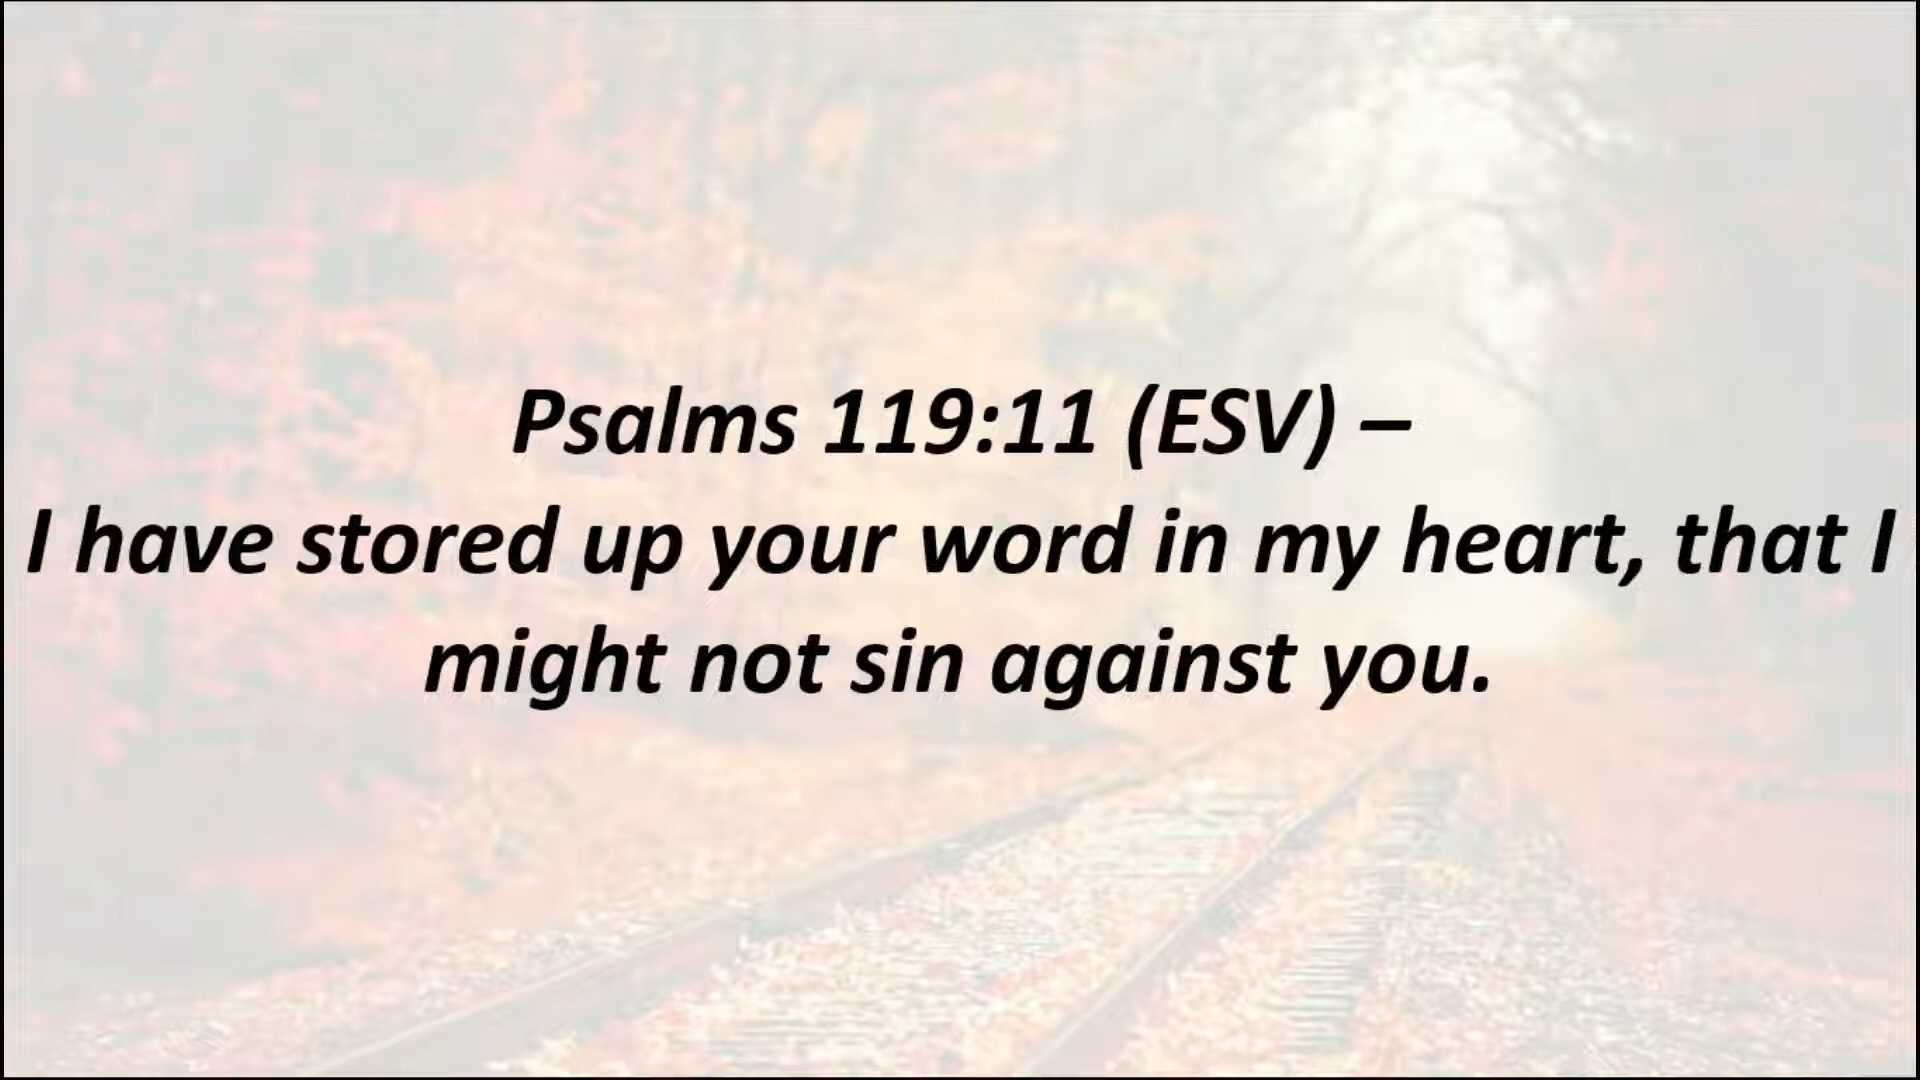 Psalms 119:11 (ESV) –
I have stored up your word in my heart, that I
might not sin against you.